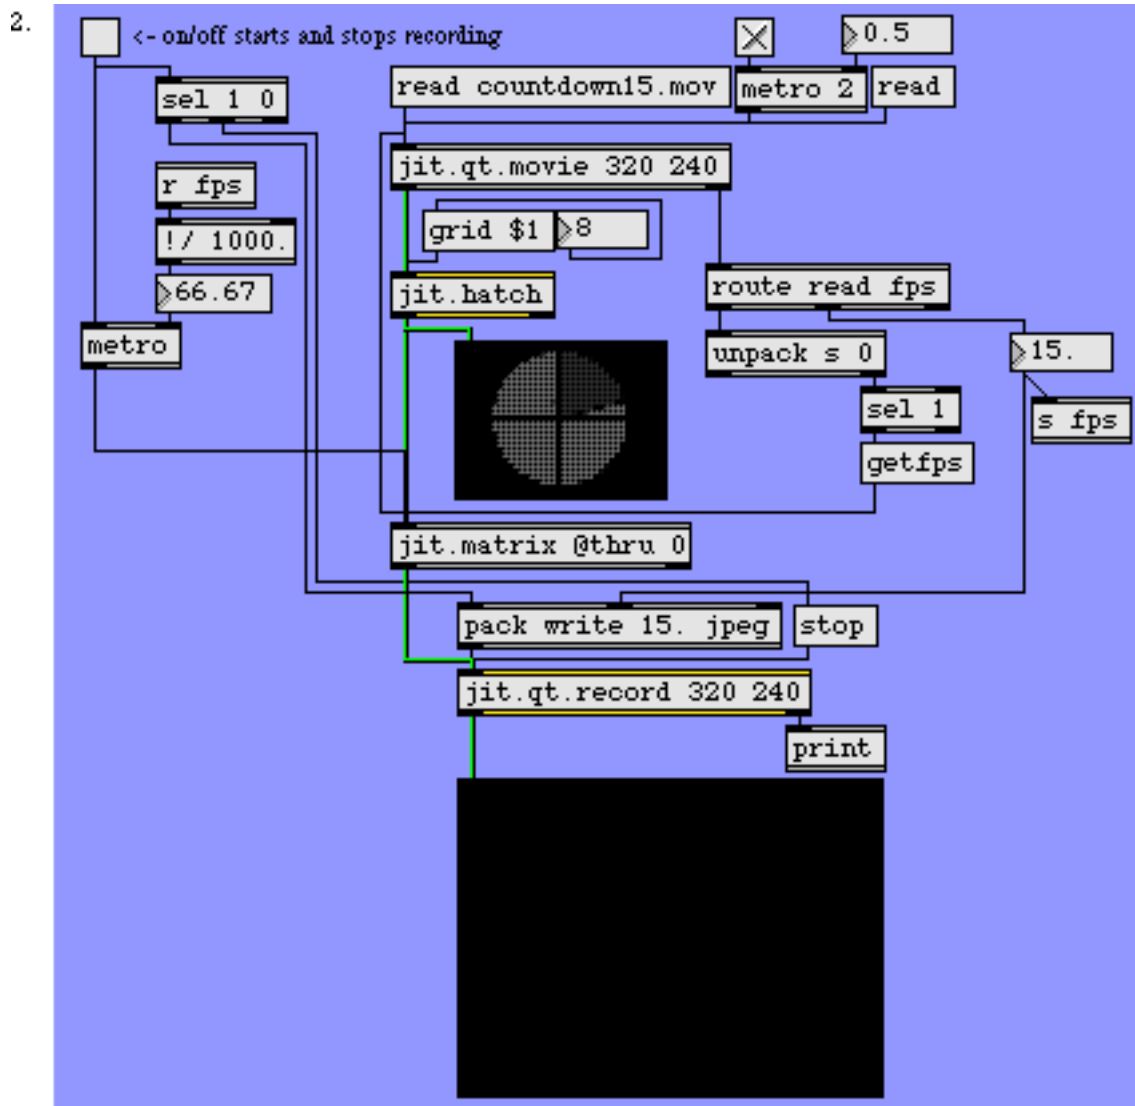 2.
<- on/off starts and stops recording
0.5
read countdown15.mov
metro 2
read
sel 1 0
jit.qt.movie 320 240
r fps
grid $1
8
!/ 1000.
jit.hatch
route read fps
66.67
metro
unpack s 0
15.
sel 1
s fps
getfps
jit.matrix @thru 0
pack write 15. jpeg
stop
jit.qt.record 320 240
print